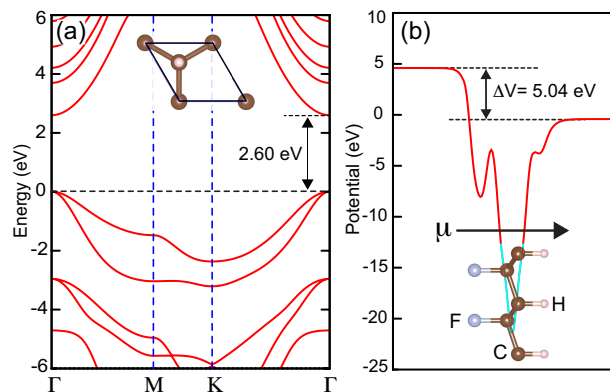 (a)
Energy (eV)
6
4
2
0
-2
-4
-6
2.60 eV
Γ M K Γ
(b)
Potential (eV)
10
5
0
-5
-10
-15
-20
-25
ΔV= 5.04 eV
μ
H
F
C